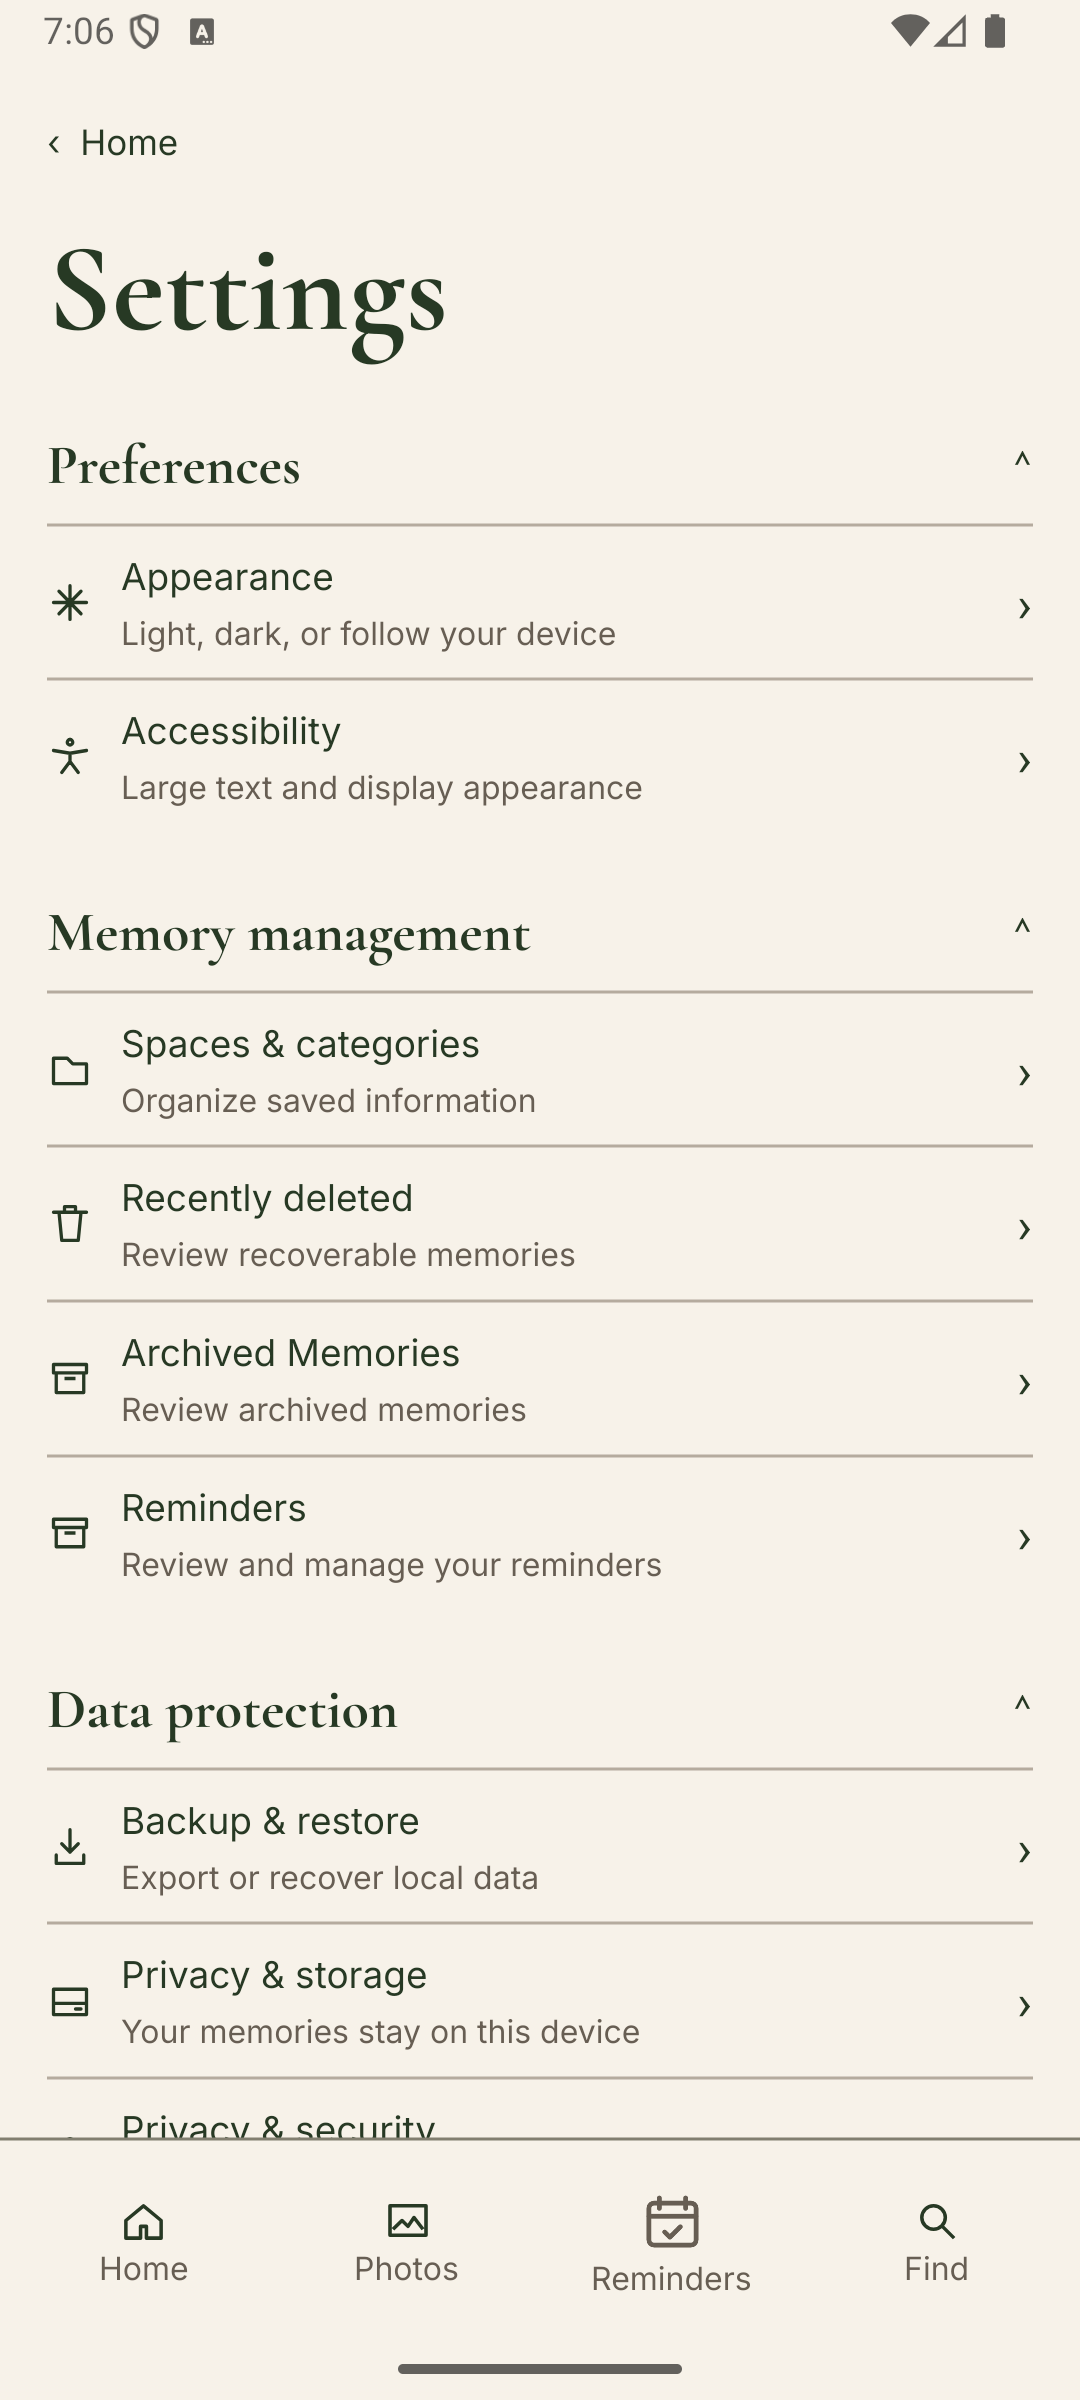 7:06
‹ Home
Settings
Preferences
Appearance
Light, dark, or follow your device
Accessibility
Large text and display appearance
Memory management
Spaces & categories
Organize saved information
Recently deleted
Review recoverable memories
Archived Memories
Review archived memories
Reminders
Review and manage your reminders
Data protection
Backup & restore
Export or recover local data
Privacy & storage
Your memories stay on this device
Privacy & security
Home
Photos
Reminders
Find